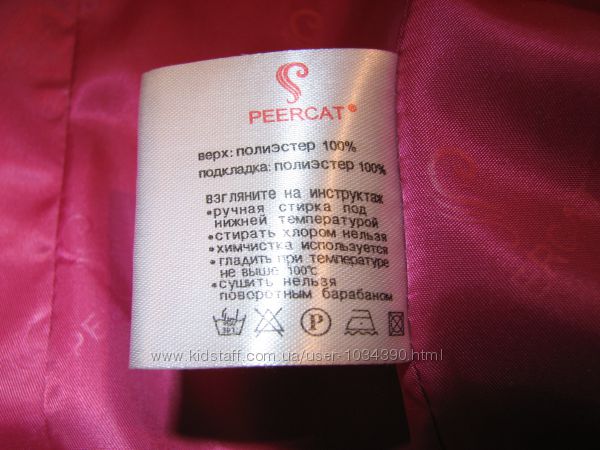 PEERCAT®
верх: полиэстер 100%
подкладка: полиэстер 100%
взгляните на инструктаж
•ручная стирка под
нижней температурой
•стирать хлором нельзя
•химчистка используется
•гладить при температуре
не выше 100°C
•сушить нельзя
поворотным барабаном
P
www.kidstaff.com.ua/user-1034390.html